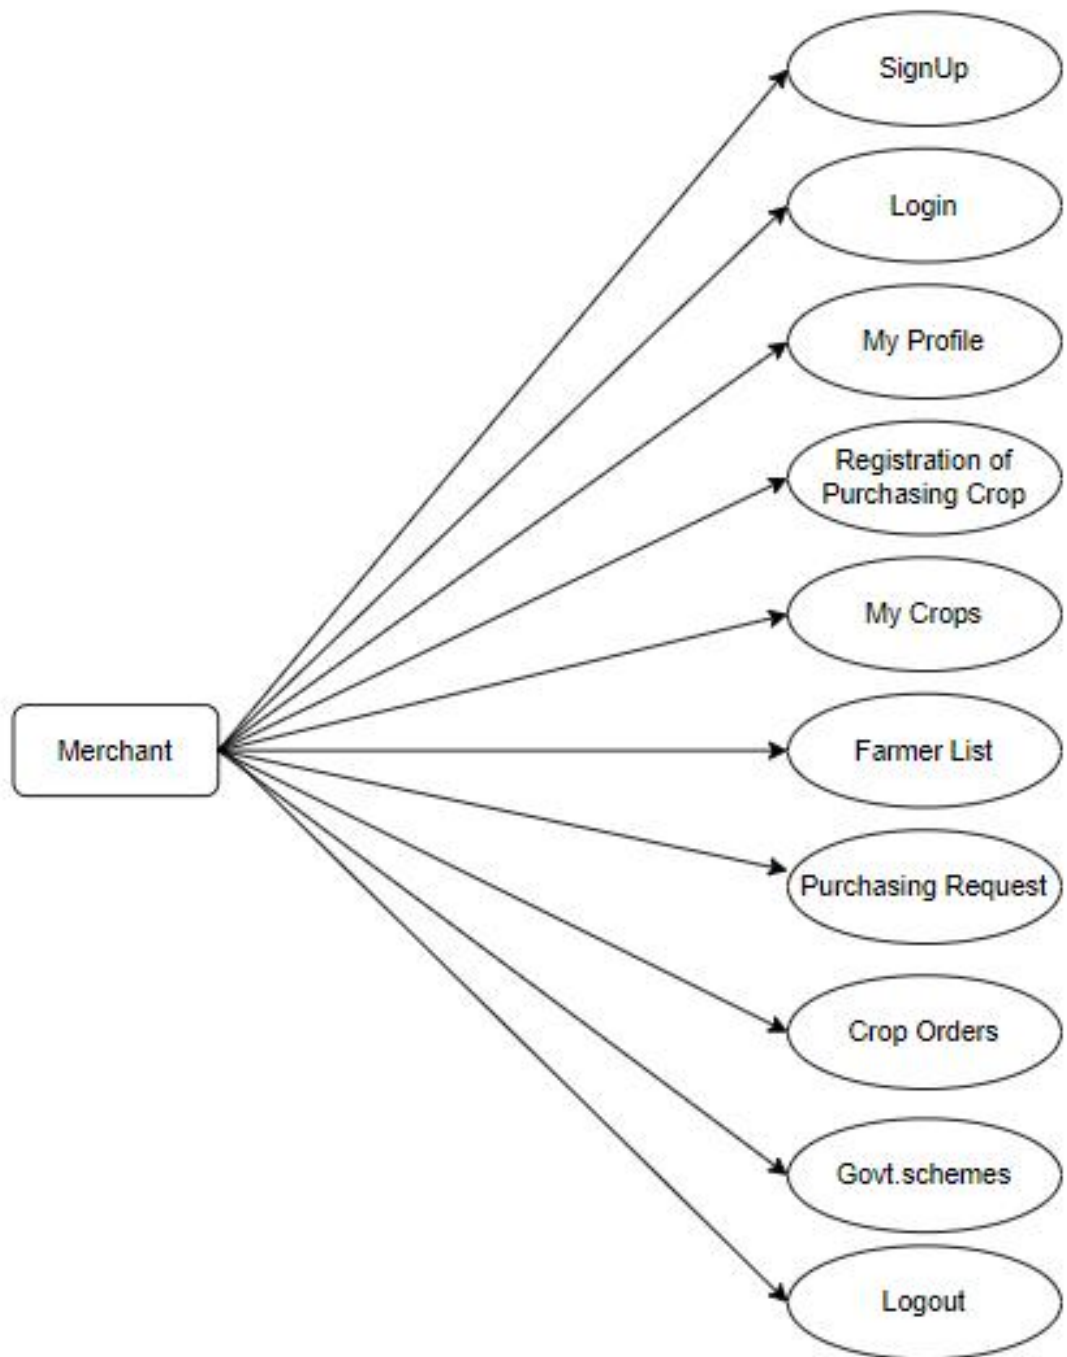 SignUp
Login
My Profile
Registration of
Purchasing Crop
My Crops
Merchant
Farmer List
Purchasing Request
Crop Orders
Govt.schemes
Logout